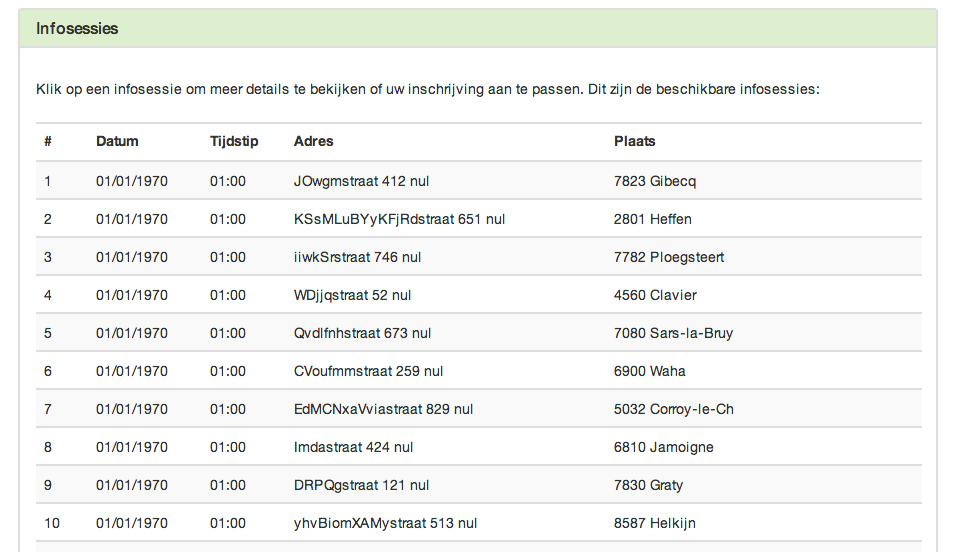 Infosessies
Klik op een infosessie om meer details te bekijken of uw inschrijving aan te passen. Dit zijn de beschikbare infosessies:
# Datum Tijdstip Adres Plaats
1 01/01/1970 01:00 JOwgmstraat 412 nul 7823 Gibecq
2 01/01/1970 01:00 KSsMLuBYyKFjRdstraat 651 nul 2801 Heffen
3 01/01/1970 01:00 iiwkSrstraat 746 nul 7782 Ploegsteert
4 01/01/1970 01:00 WDjjqstraat 52 nul 4560 Clavier
5 01/01/1970 01:00 Qvdlfnhstraat 673 nul 7080 Sars-la-Bruy
6 01/01/1970 01:00 CVoufmmstraat 259 nul 6900 Waha
7 01/01/1970 01:00 EdMCNxaVviastraat 829 nul 5032 Corroy-le-Ch
8 01/01/1970 01:00 Imdastraat 424 nul 6810 Jamoigne
9 01/01/1970 01:00 DRPQgstraat 121 nul 7830 Graty
10 01/01/1970 01:00 yhvBiomXAMystraat 513 nul 8587 Helkijn